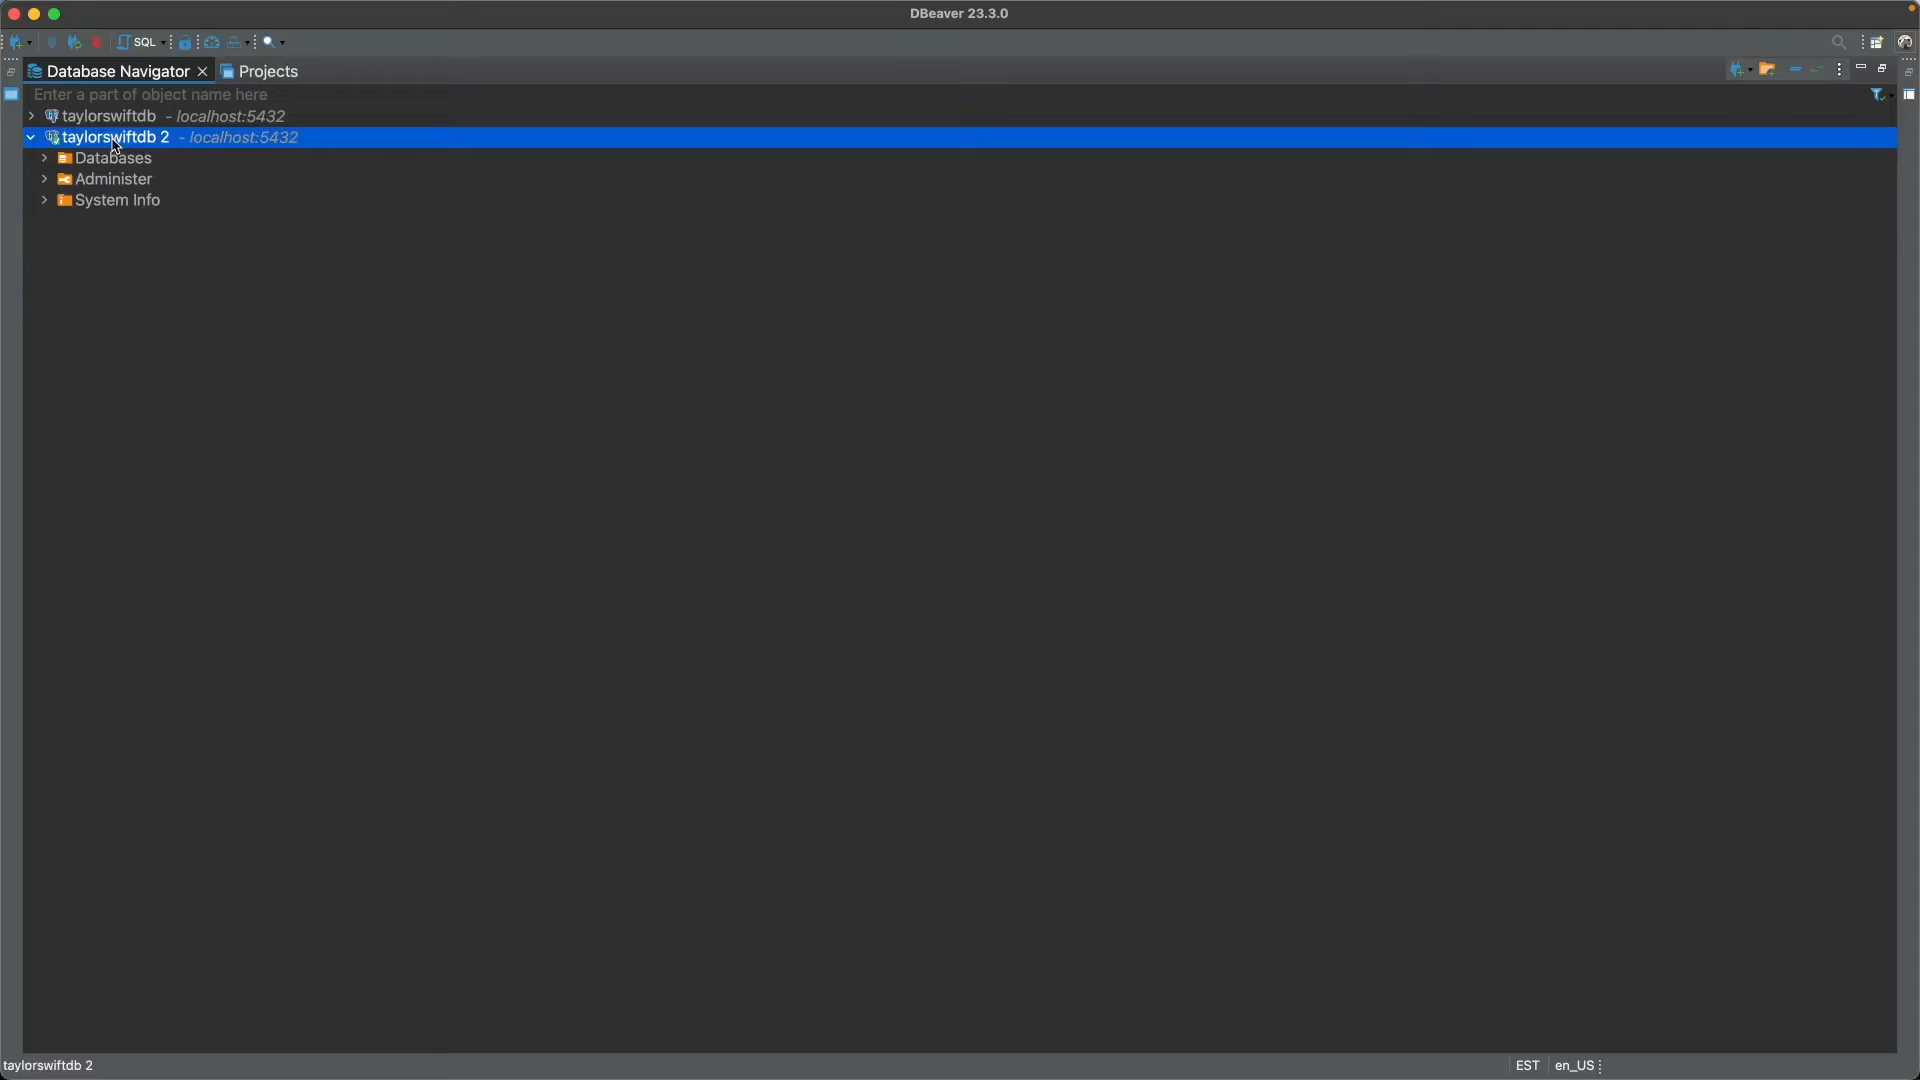 DBeaver 23.3.0
SQL
Database Navigator
Projects
Enter a part of object name here
taylorswiftdb - localhost:5432
taylorswiftdb 2 - localhost:5432
Databases
Administer
System Info
taylorswiftdb 2
EST
en_US